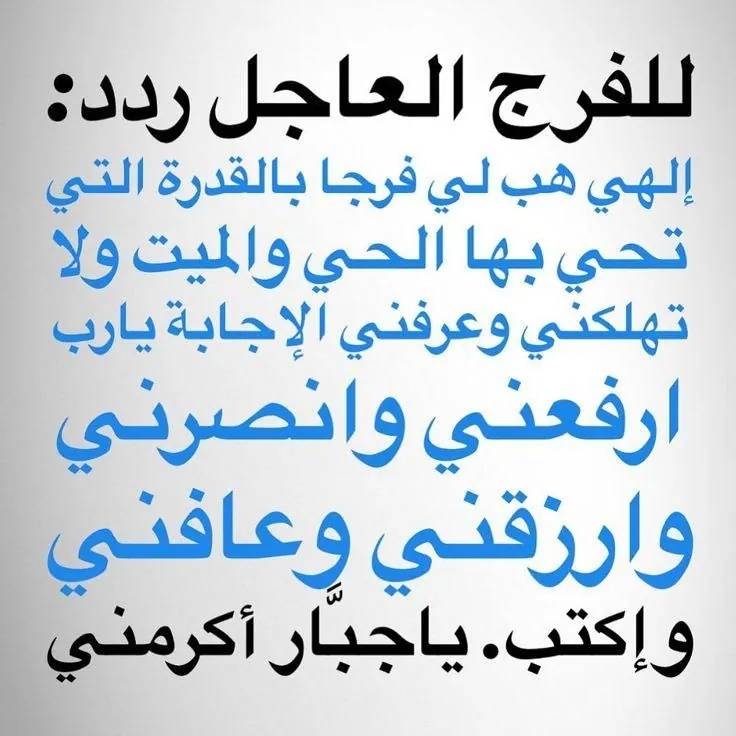 للفرج العاجل ردد:
إلهي هب لي فرجا بالقدرة التي
تحي بها الحي والميت ولا
تهلكني وعرفني الإجابة يارب
ارفعني وانصرني
وارزقني وعافني
وإكتب. ياجبَّار أكرمني